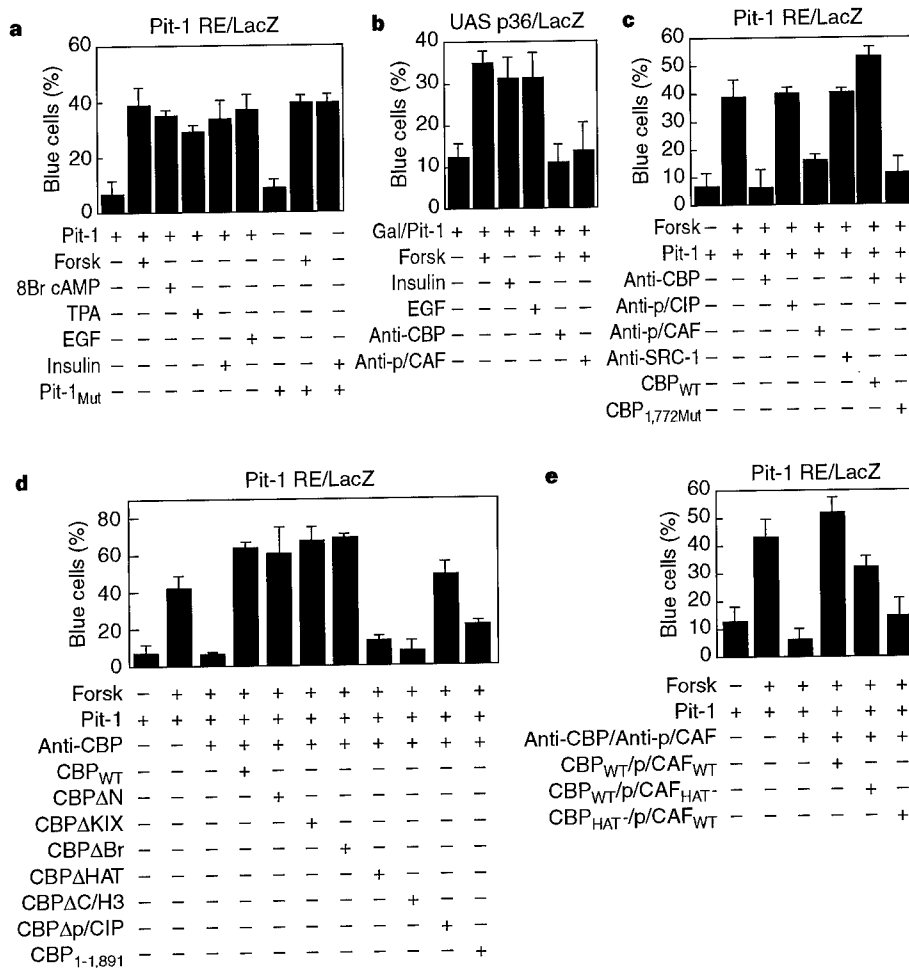 a
Pit-1 RE/LacZ
Blue cells (%)
60
40
20
0
Pit-1 + + + + + + − − −
Forsk − + − − − − − + −
8Br cAMP − − + − − − − − −
TPA − − − + − − − − −
EGF − − − − − + − − −
Insulin − − − − + − − − +
Pit-1Mut − − − − − − + + +
b
UAS p36/LacZ
Blue cells (%)
40
30
20
10
0
Gal/Pit-1 + + + + + +
Forsk − + − − + +
Insulin − − + − − −
EGF − − − + − −
Anti-CBP − − − − + −
Anti-p/CAF − − − − − +
c
Pit-1 RE/LacZ
Blue cells (%)
60
50
40
30
20
10
0
Forsk + + + + + + + +
Pit-1 + + + + + + + +
Anti-CBP − − + − − − + +
Anti-p/CIP − − − + − − − −
Anti-p/CAF − − − − + − − −
Anti-SRC-1 − − − − − + − −
CBPWT − − − − − − + −
CBP1,772Mut − − − − − − − +
d
Pit-1 RE/LacZ
Blue cells (%)
80
60
40
20
0
Forsk − + + + + + + + + + +
Pit-1 + + + + + + + + + + +
Anti-CBP − − + + + + + + + + +
CBPWT − − − + − − − − − − −
CBPΔN − − − − + − − − − − −
CBPΔKIX − − − − − + − − − − −
CBPΔBr − − − − − − + − − − −
CBPΔHAT − − − − − − − + − − −
CBPΔC/H3 − − − − − − − − + − −
CBPΔp/CIP − − − − − − − − − + −
CBP1-1,891 − − − − − − − − − − +
e
Pit-1 RE/LacZ
Blue cells (%)
60
50
40
30
20
10
0
Forsk − + + + + +
Pit-1 + + + + + +
Anti-CBP/Anti-p/CAF − − + + + +
CBPWT/p/CAFWT − − − + − −
CBPWT/p/CAFHAT- − − − − + −
CBPHAT-/p/CAFWT − − − − − +